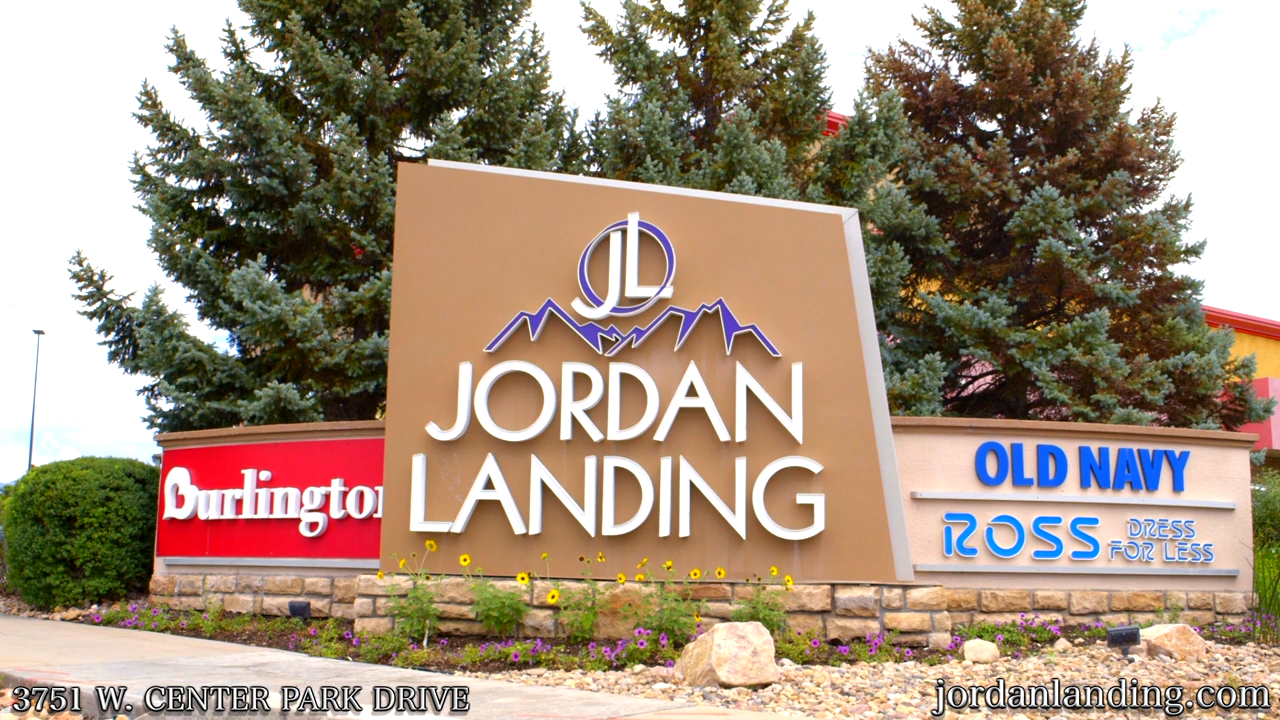 JL
JORDAN
LANDING
Burlington
OLD NAVY
ROSS DRESS
FOR LESS
3751 W. CENTER PARK DRIVE
jordanlanding.com